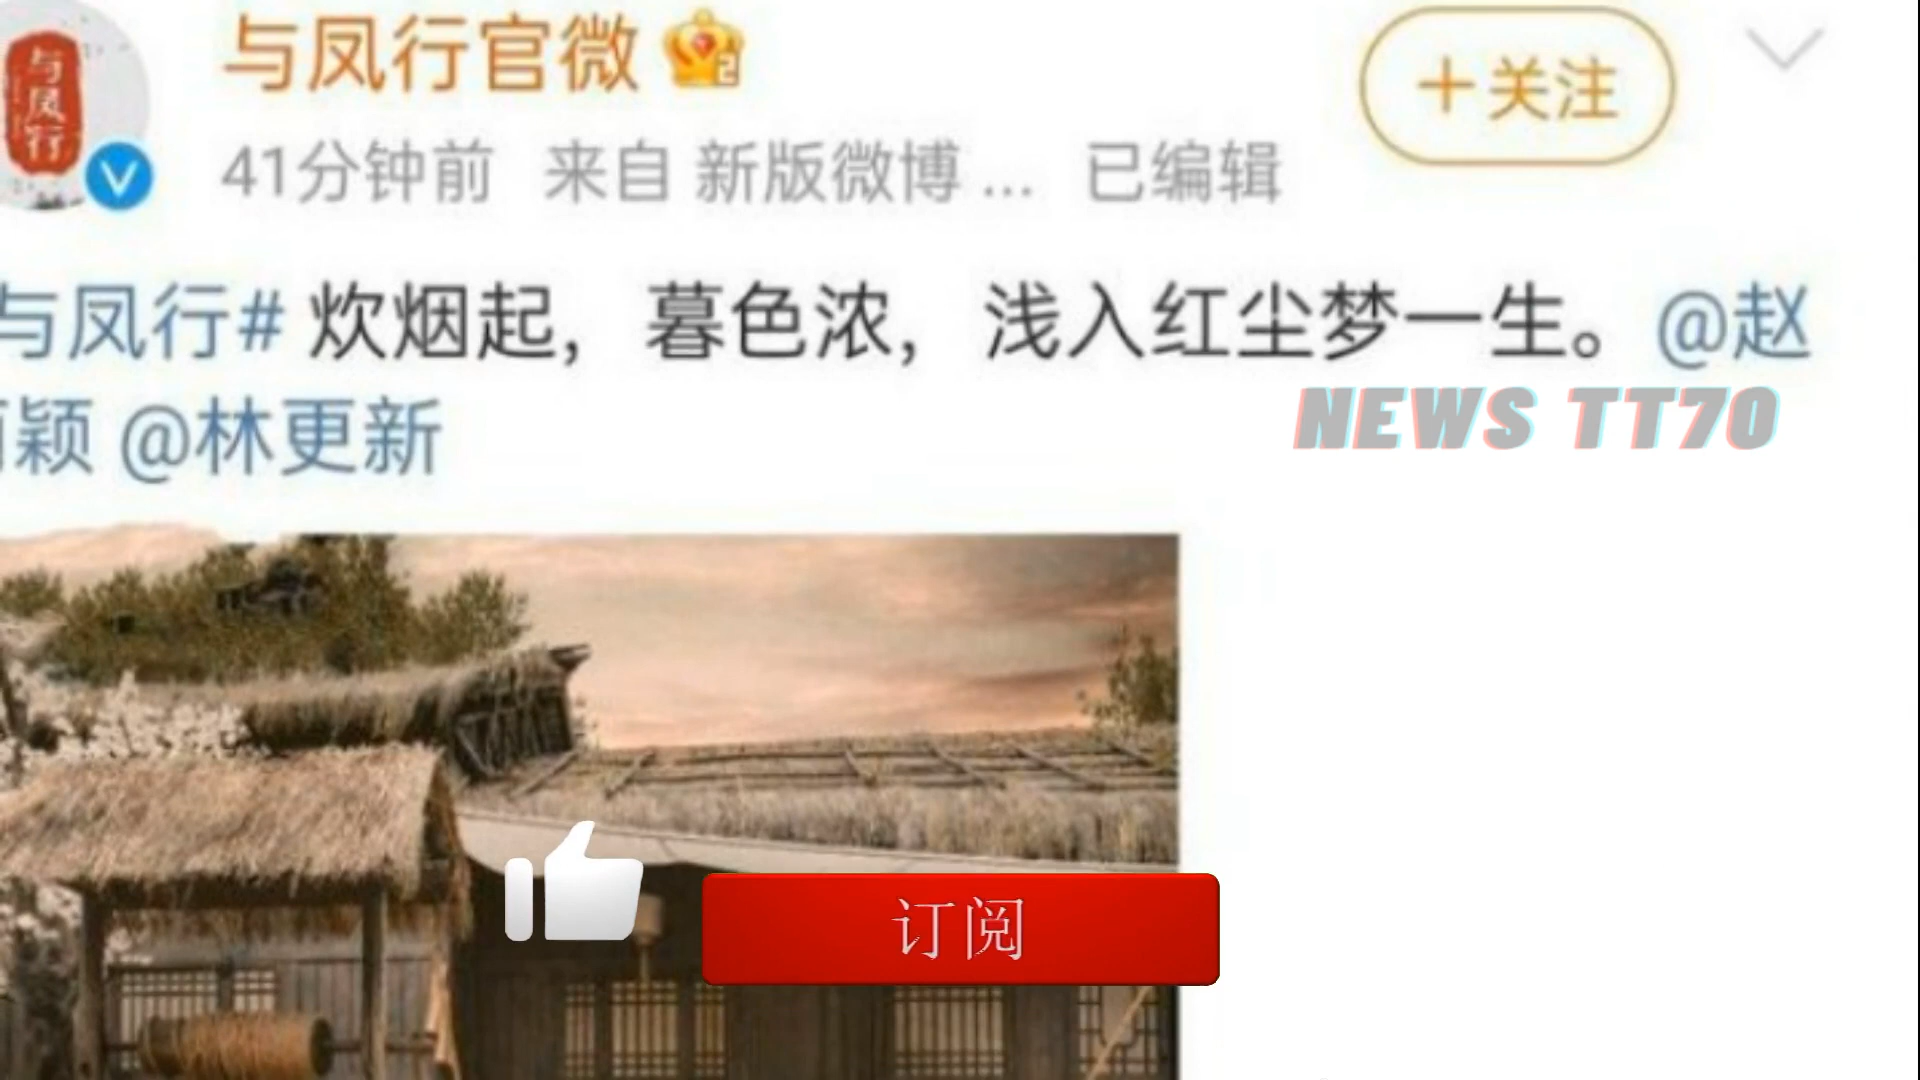 与凤行
与凤行官微
2
+关注
41分钟前 来自 新版微博... 已编辑
与凤行# 炊烟起，暮色浓，浅入红尘梦一生。@赵
颖 @林更新
NEWS TT70
订阅